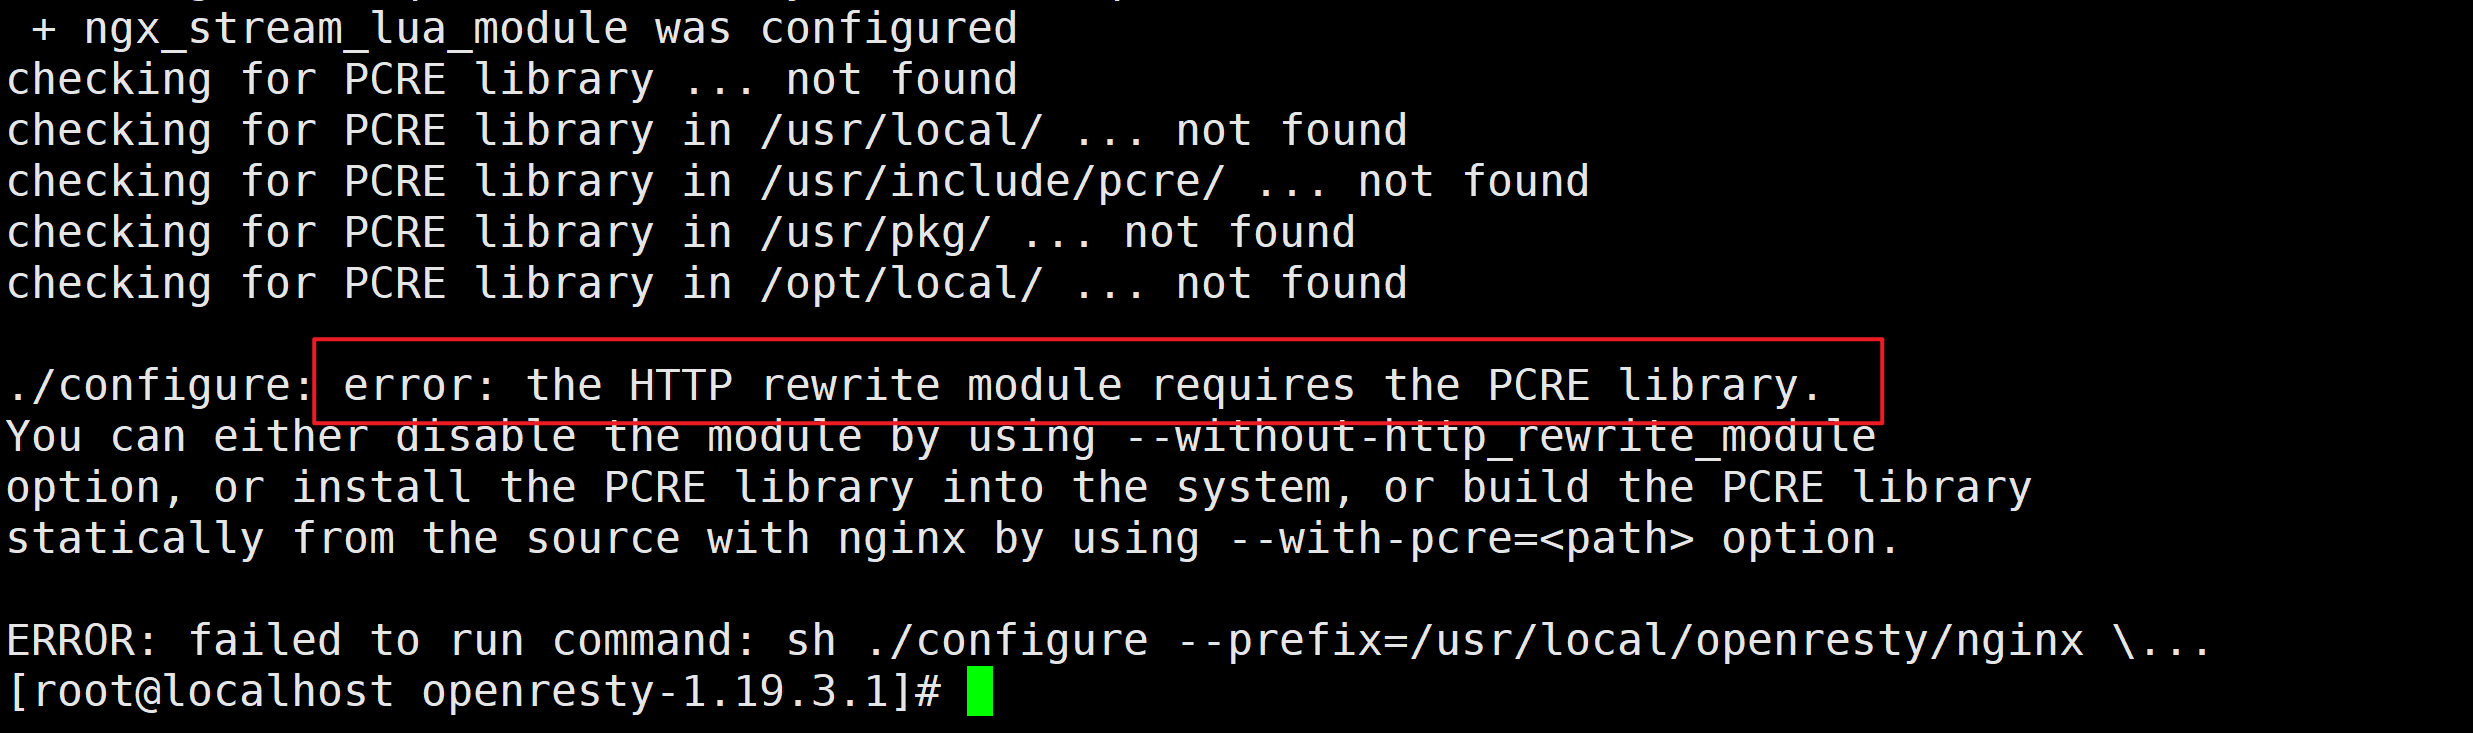 + ngx_stream_lua_module was configured
checking for PCRE library ... not found
checking for PCRE library in /usr/local/ ... not found
checking for PCRE library in /usr/include/pcre/ ... not found
checking for PCRE library in /usr/pkg/ ... not found
checking for PCRE library in /opt/local/ ... not found
./configure: error: the HTTP rewrite module requires the PCRE library.
You can either disable the module by using --without-http_rewrite_module
option, or install the PCRE library into the system, or build the PCRE library
statically from the source with nginx by using --with-pcre=<path> option.
ERROR: failed to run command: sh ./configure --prefix=/usr/local/openresty/nginx \...
[root@localhost openresty-1.19.3.1]#